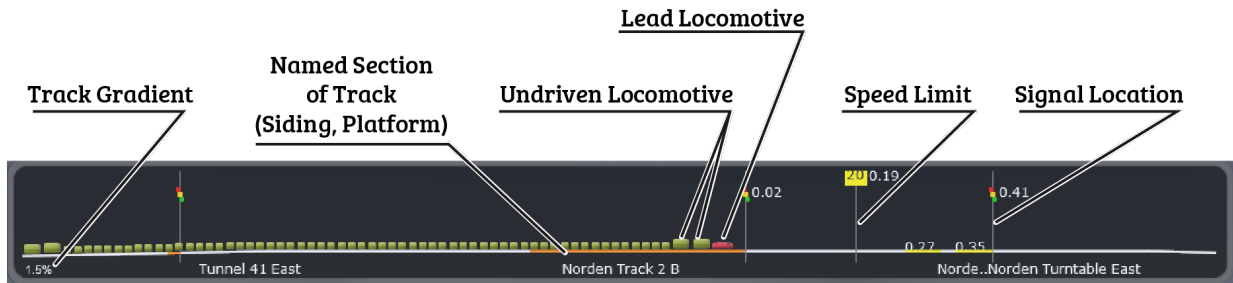 Lead Locomotive
Named Section
of Track
(Siding, Platform)
Track Gradient
Undriven Locomotive
Speed Limit
Signal Location
20 0.19
0.02
0.41
0.27 0.35
1.5%
Tunnel 41 East
Norden Track 2 B
Norde..Norden Turntable East